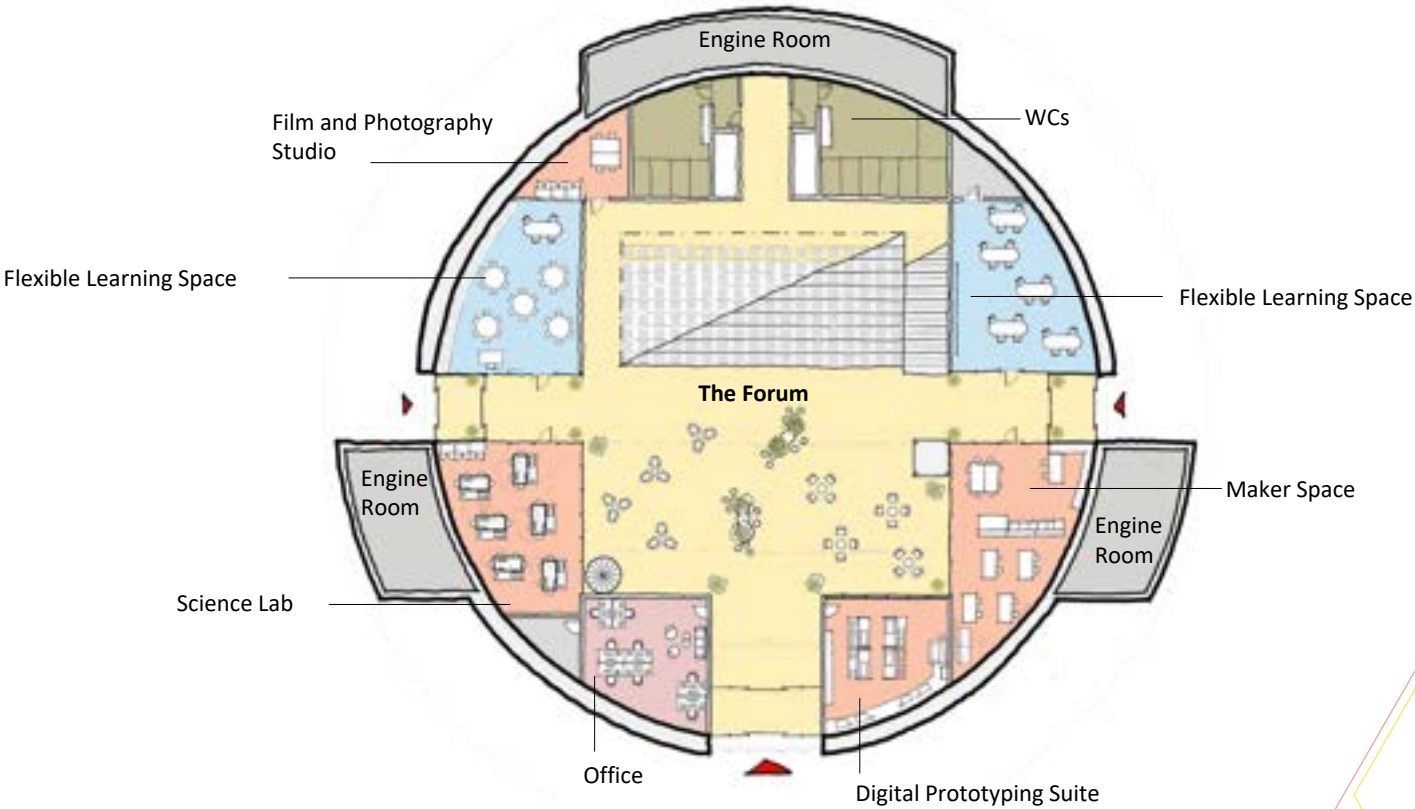 Engine Room
Film and Photography
Studio
WCs
Flexible Learning Space
Flexible Learning Space
The Forum
Engine
Room
Maker Space
Engine
Room
Science Lab
Office
Digital Prototyping Suite